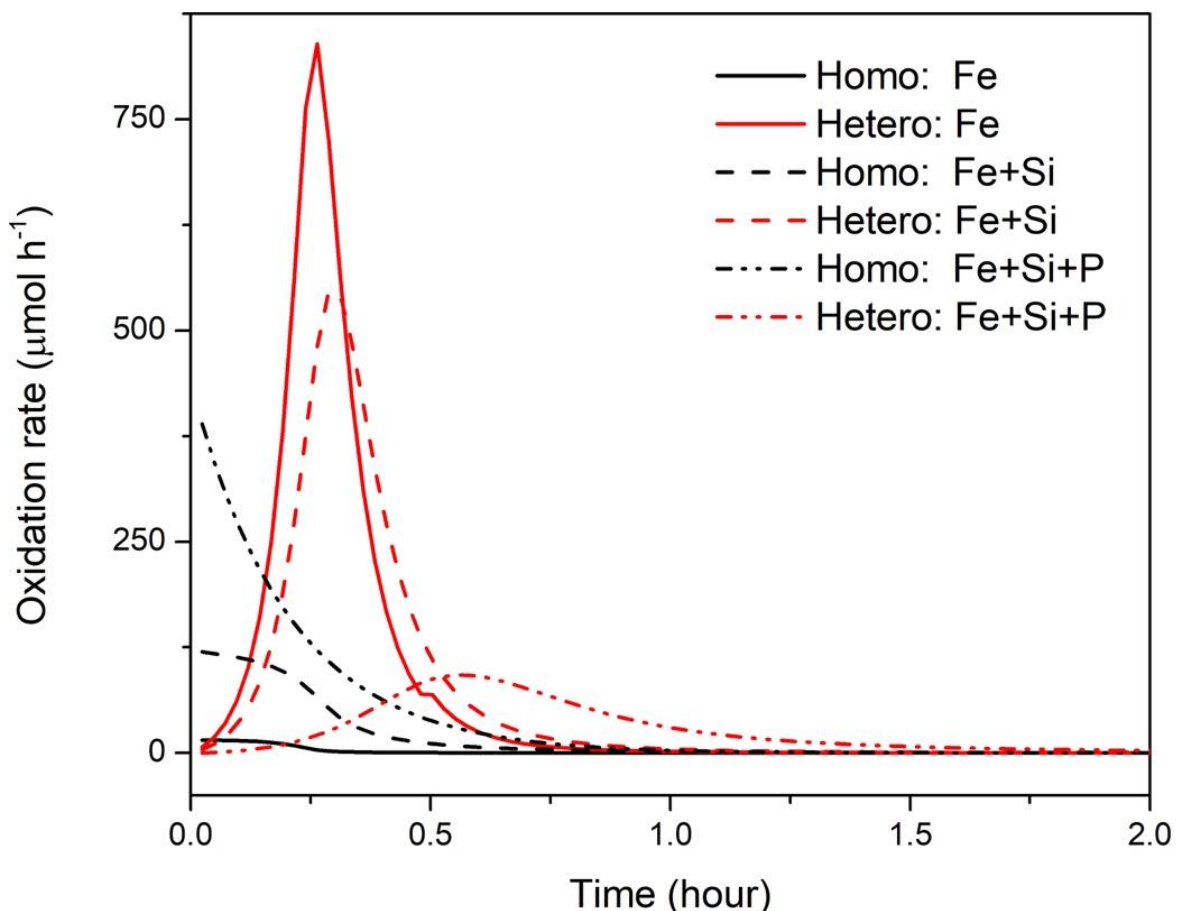 Oxidation rate (μmol h⁻¹)
750
500
250
0
Homo: Fe
Hetero: Fe
Homo: Fe+Si
Hetero: Fe+Si
Homo: Fe+Si+P
Hetero: Fe+Si+P
0.0 0.5 1.0 1.5 2.0
Time (hour)